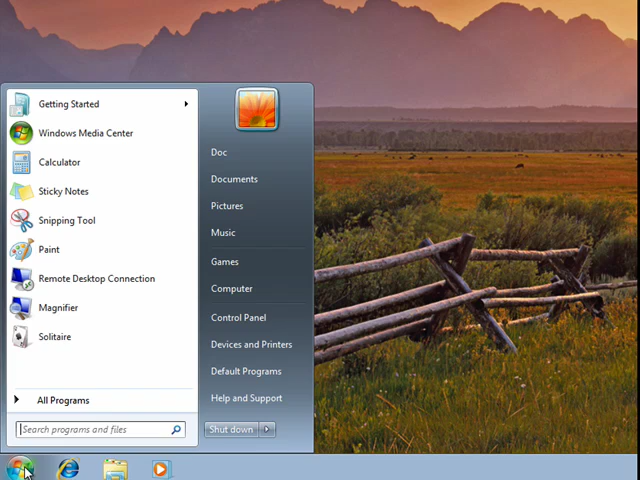 Getting Started
Windows Media Center
Calculator
Sticky Notes
Snipping Tool
Paint
Remote Desktop Connection
Magnifier
Solitaire
All Programs
Search programs and files
Doc
Documents
Pictures
Music
Games
Computer
Control Panel
Devices and Printers
Default Programs
Help and Support
Shut down